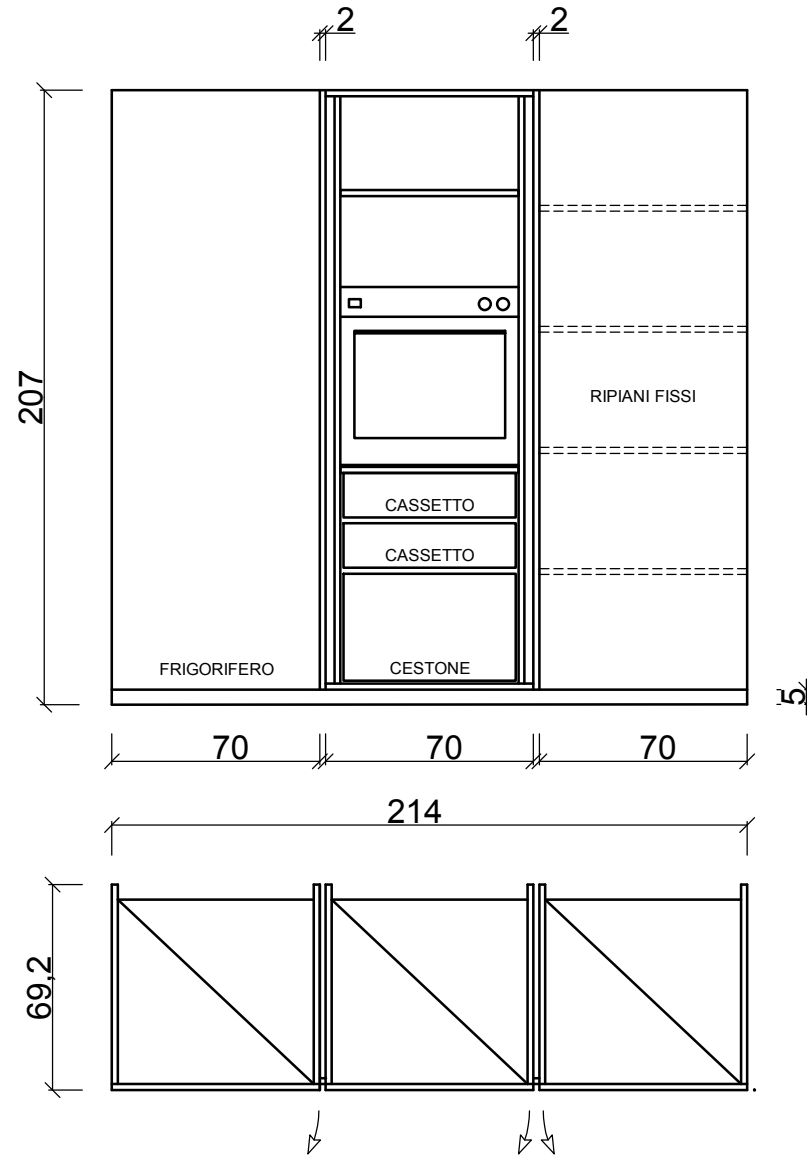 2
2
207
RIPIANI FISSI
CASSETTO
CASSETTO
FRIGORIFERO
CESTONE
5
70
70
70
214
69,2